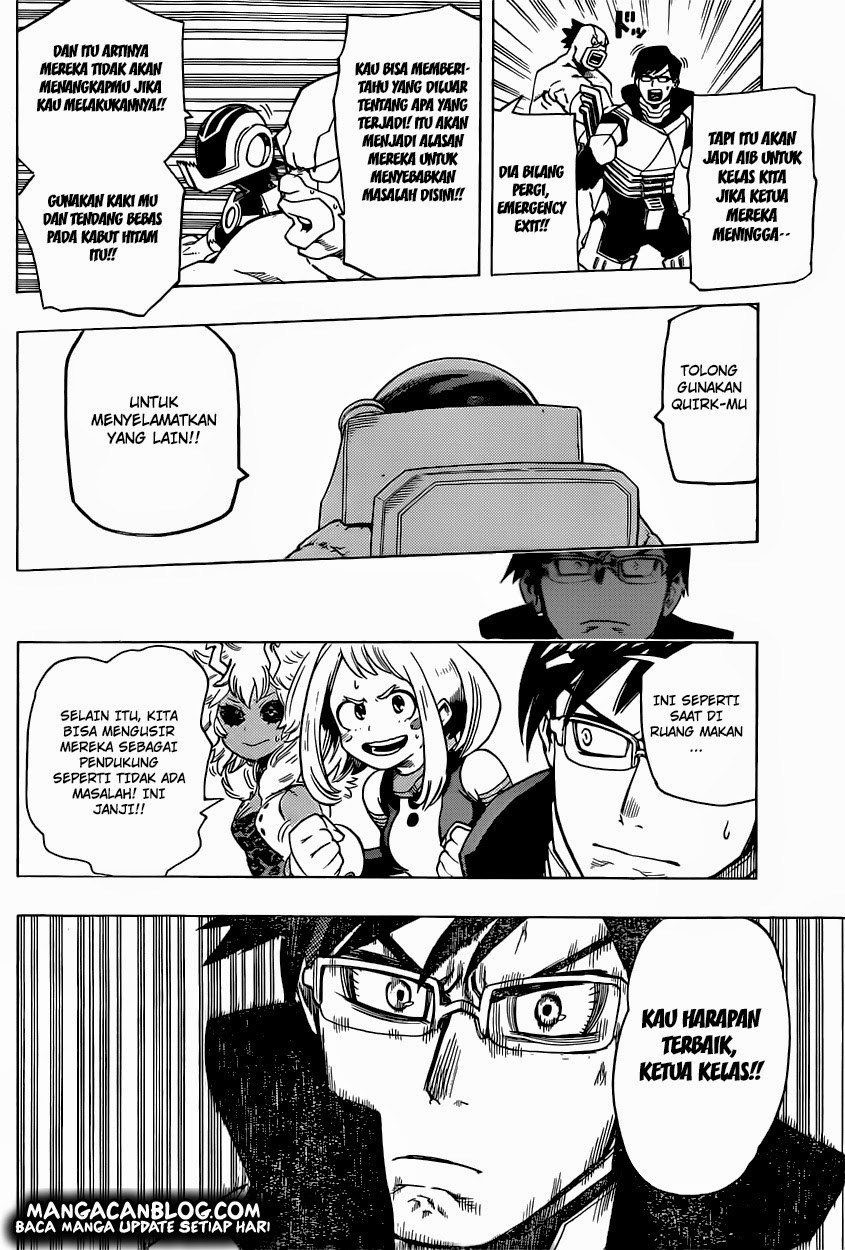 TAPI ITU AKAN
JADI AIB UNTUK
KELAS KITA
JIKA KETUA
MEREKA
MENINGGA--
ドッ
DIA BILANG
PERGI,
EMERGENCY
EXIT!!
KAU BISA MEMBERI-
TAHU YANG DILUAR
TENTANG APA YANG
TERJADI! ITU AKAN
MENJADI ALASAN
MEREKA UNTUK
MENYEBABKAN
MASALAH DISINI!!
DAN ITU ARTINYA
MEREKA TIDAK AKAN
MENANGKAPMU JIKA
KAU MELAKUKANNYA!!
GUNAKAN KAKI MU
DAN TENDANG BEBAS
PADA KABUT HITAM
ITU!!
TOLONG
GUNAKAN
QUIRK-MU
UNTUK
MENYELAMATKAN
YANG LAIN!!
INI SEPERTI
SAAT DI
RUANG MAKAN
...
SELAIN ITU, KITA
BISA MENGUSIR
MEREKA SEBAGAI
PENDUKUNG
SEPERTI TIDAK ADA
MASALAH! INI
JANJI!!
KAU HARAPAN
TERBAIK,
KETUA KELAS!!
MANGACANBLOG.COM
BACA MANGA UPDATE SETIAP HARI